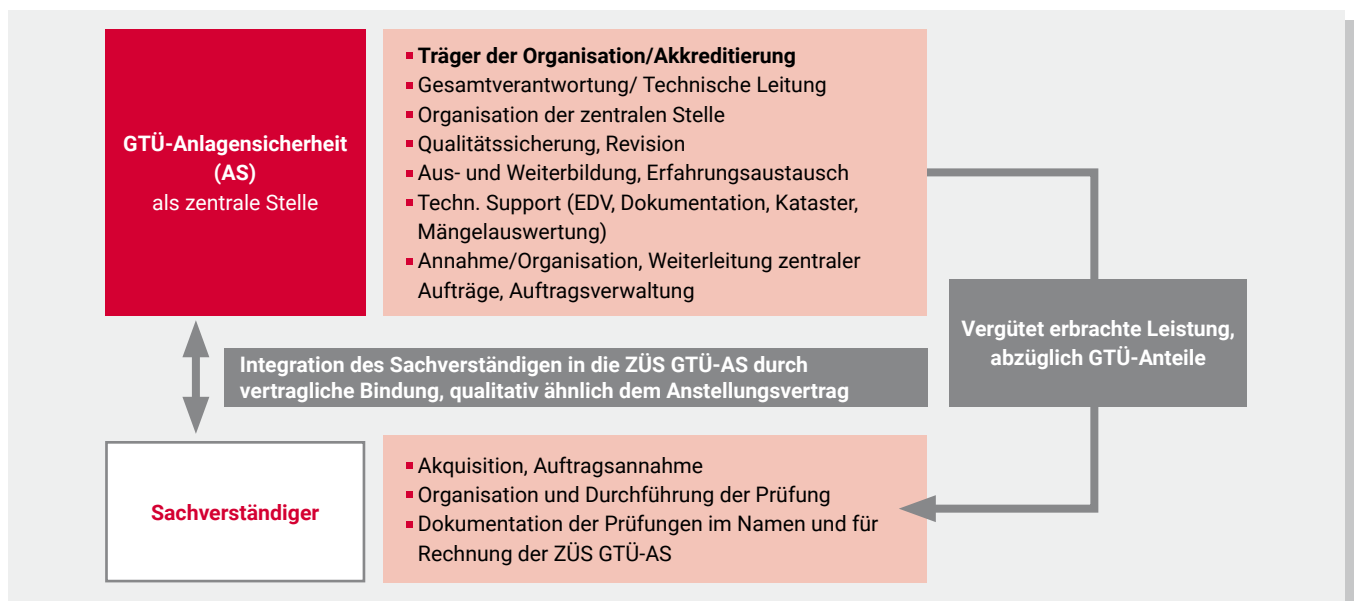 GTÜ-Anlagensicherheit
(AS)
als zentrale Stelle
Träger der Organisation/Akkreditierung
Gesamtverantwortung/ Technische Leitung
Organisation der zentralen Stelle
Qualitätssicherung, Revision
Aus- und Weiterbildung, Erfahrungsaustausch
Techn. Support (EDV, Dokumentation, Kataster,
Mängelauswertung)
Annahme/Organisation, Weiterleitung zentraler
Aufträge, Auftragsverwaltung
Vergütet erbrachte Leistung,
abzüglich GTÜ-Anteile
Integration des Sachverständigen in die ZÜS GTÜ-AS durch
vertragliche Bindung, qualitativ ähnlich dem Anstellungsvertrag
Sachverständiger
Akquisition, Auftragsannahme
Organisation und Durchführung der Prüfung
Dokumentation der Prüfungen im Namen und für
Rechnung der ZÜS GTÜ-AS